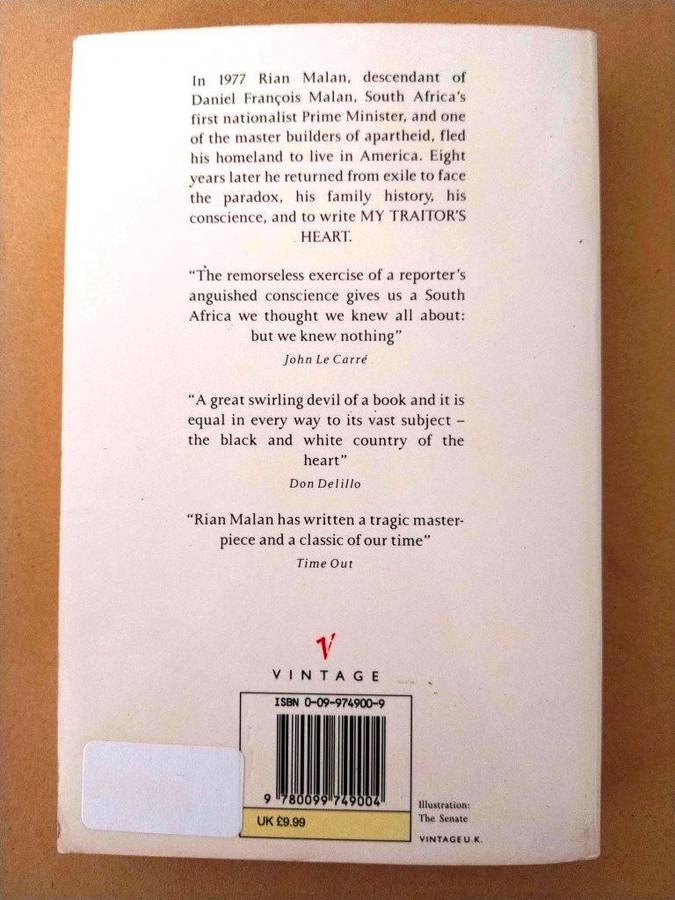 In 1977 Rian Malan, descendant of
Daniel François Malan, South Africa's
first nationalist Prime Minister, and one
of the master builders of apartheid, fled
his homeland to live in America. Eight
years later he returned from exile to face
the paradox, his family history, his
conscience, and to write MY TRAITOR'S
HEART.
“The remorseless exercise of a reporter's
anguished conscience gives us a South
Africa we thought we knew all about:
but we knew nothing”
John Le Carré
“A great swirling devil of a book and it is
equal in every way to its vast subject –
the black and white country of the
heart”
Don Delillo
“Rian Malan has written a tragic master-
piece and a classic of our time”
Time Out
V
VINTAGE
ISBN 0-09-974900-9
9 780099 749004
UK £9.99
Illustration:
The Senate
VINTAGE U.K.